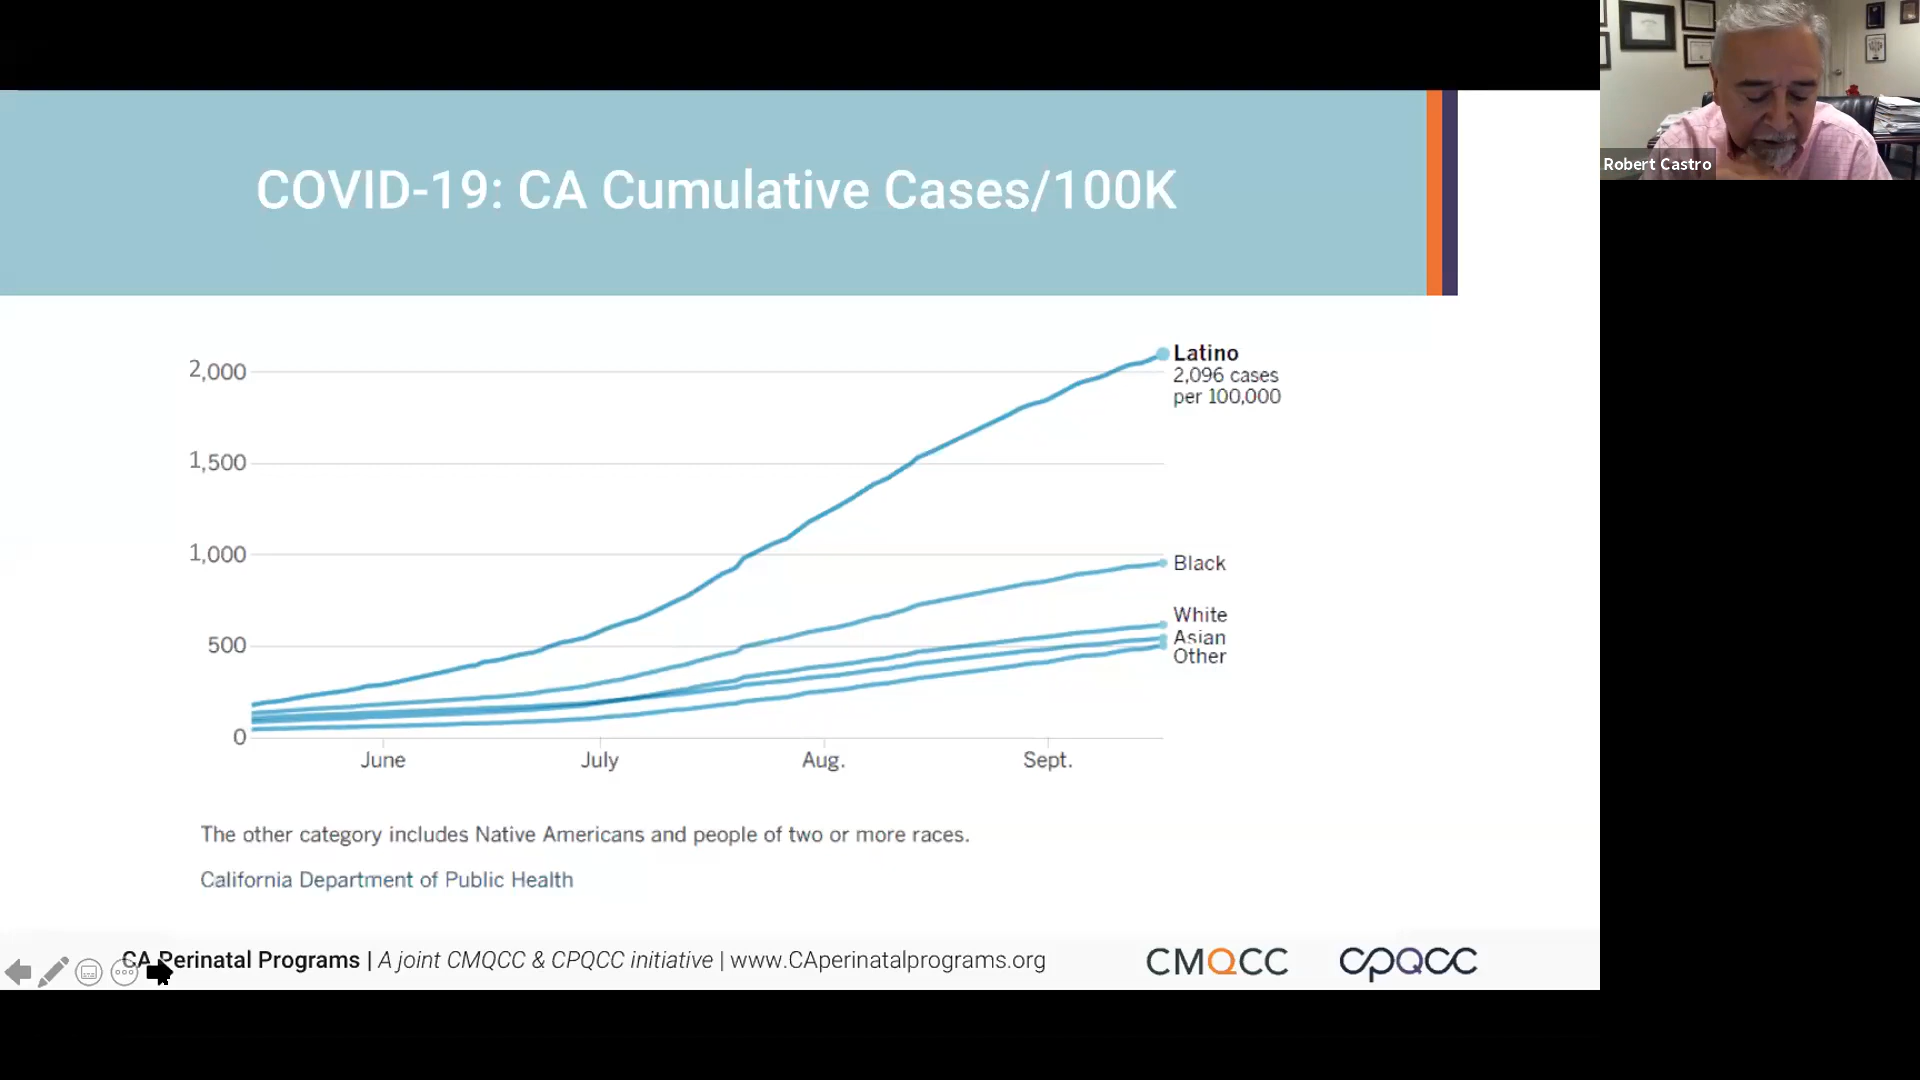 COVID-19: CA Cumulative Cases/100K
Robert Castro
2,000
1,500
1,000
500
0
Latino
2,096 cases
per 100,000
Black
White
Asian
Other
June July Aug. Sept.
The other category includes Native Americans and people of two or more races.
California Department of Public Health
CA Perinatal Programs | A joint CMQCC & CPQCC initiative | www.CAperinatalprograms.org
CMQCC CPQCC